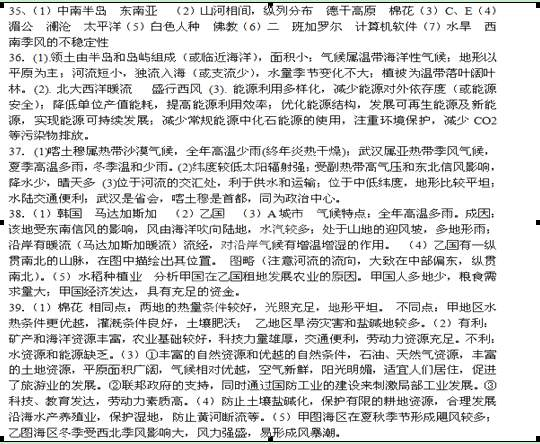 35、(1) 中南半岛　东南亚　(2) 山河相间，纵列分布　德干高原　棉花 (3) C、E (4)
湄公　澜沧　太平洋 (5) 白色人种　佛教 (6) 二　班加罗尔　计算机软件 (7) 水旱　西
南季风的不稳定性
36. (1).领土由半岛和岛屿组成（或临近海洋），面积小；气候属温带海洋性气候；地形以
平原为主；河流短小，独流入海（或支流少），水量季节变化不大；植被为温带落叶阔叶
林。(2). 北大西洋暖流　盛行西风 (3). 能源利用多样化，减少能源对外依存度（或能源
安全）；降低单位产值能耗，提高能源利用效率；优化能源结构，发展可再生能源及新能
源，实现能源可持续发展；减少常规能源中化石能源的使用，注重环境保护，减少 CO2
等污染物排放。
37. (1)喀土穆属热带沙漠气候，全年高温少雨(终年炎热干燥)；武汉属亚热带季风气候，
夏季高温多雨，冬季温和少雨。(2)纬度较低太阳辐射强；受副热带高气压和东北信风影响，
降水少，晴天多 (3)位于河流的交汇处，利于供水和运输；位于中低纬度，地形比较平坦；
水陆交通便利；武汉是省会，喀土穆是首都，同为政治中心。
38. (1) 韩国　马达加斯加　(2) 乙国　(3) A 城市　气候特点：全年高温多雨。成因：
该地受东南信风的影响，风由海洋吹向陆地，水汽较多；处于山地的迎风坡，多地形雨；
沿岸有暖流（马达加斯加暖流）流经，对沿岸气候有增温增湿的作用。　(4) 乙国有一纵
贯南北的山脉，在图中描绘出其位置。　图略（注意河流的流向，大致在中部偏东，纵贯
南北）。(5) 水稻种植业　分析甲国在乙国租地发展农业的原因。甲国人多地少，粮食需
求量大；甲国经济发达，具有充足的资金。
39. (1) 棉花 相同点：两地的热量条件较好，光照充足，地形平坦。　不同点：甲地区水
热条件更优越，灌溉条件良好，土壤肥沃；　乙地区旱涝灾害和盐碱地较多。(2) 有利：
矿产和海洋资源丰富，农业基础较好，科技力量雄厚，交通便利，劳动力资源充足。不利：
水资源和能源缺乏。(3) ①丰富的自然资源和优越的自然条件，石油、天然气资源，丰富
的土地资源，平原面积广阔，气候相对优越，空气新鲜，阳光明媚，适宜人们居住，促进
了旅游业的发展。②联邦政府的支持，同时通过国防工业的建设来制激局部工业发展。③
科技、教育发达，劳动力素质高。(4) 防止土壤盐碱化，保护有限的耕地资源，合理发展
沿海水产养殖业，保护湿地，防止黄河断流等。(5) 甲图海区在夏秋季节形成飓风较多；
乙图海区冬季受西北季风影响大，风力强盛，易形成风暴潮。